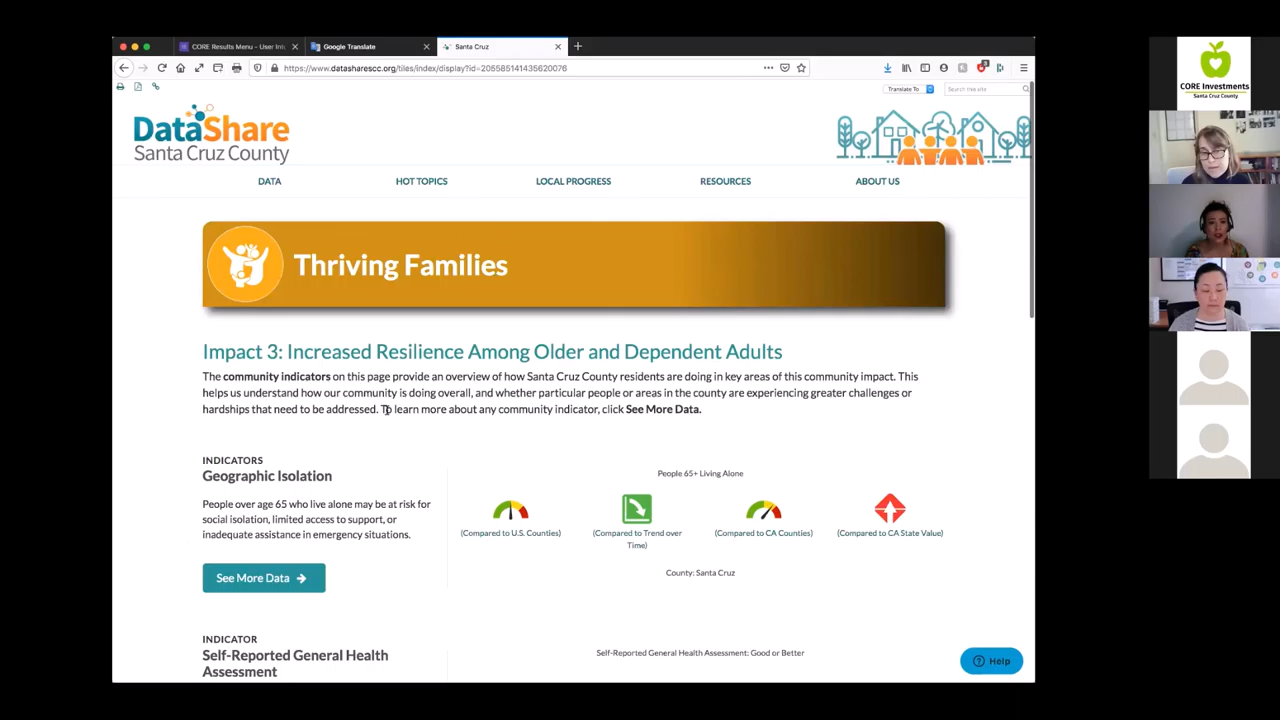 CORE Results Menu - User Int
Google Translate
Santa Cruz
https://www.datasharescc.org/tiles/index/display?id=205585141435620076
Translate To
Search this site
DataShare
Santa Cruz County
DATA
HOT TOPICS
LOCAL PROGRESS
RESOURCES
ABOUT US
Thriving Families
Impact 3: Increased Resilience Among Older and Dependent Adults
The community indicators on this page provide an overview of how Santa Cruz County residents are doing in key areas of this community impact. This
helps us understand how our community is doing overall, and whether particular people or areas in the county are experiencing greater challenges or
hardships that need to be addressed. To learn more about any community indicator, click See More Data.
INDICATORS
Geographic Isolation
People over age 65 who live alone may be at risk for
social isolation, limited access to support, or
inadequate assistance in emergency situations.
See More Data
People 65+ Living Alone
(Compared to U.S. Counties)
(Compared to Trend over
Time)
(Compared to CA Counties)
(Compared to CA State Value)
County: Santa Cruz
INDICATOR
Self-Reported General Health
Assessment
Self-Reported General Health Assessment: Good or Better
Help
CORE Investments
Santa Cruz County